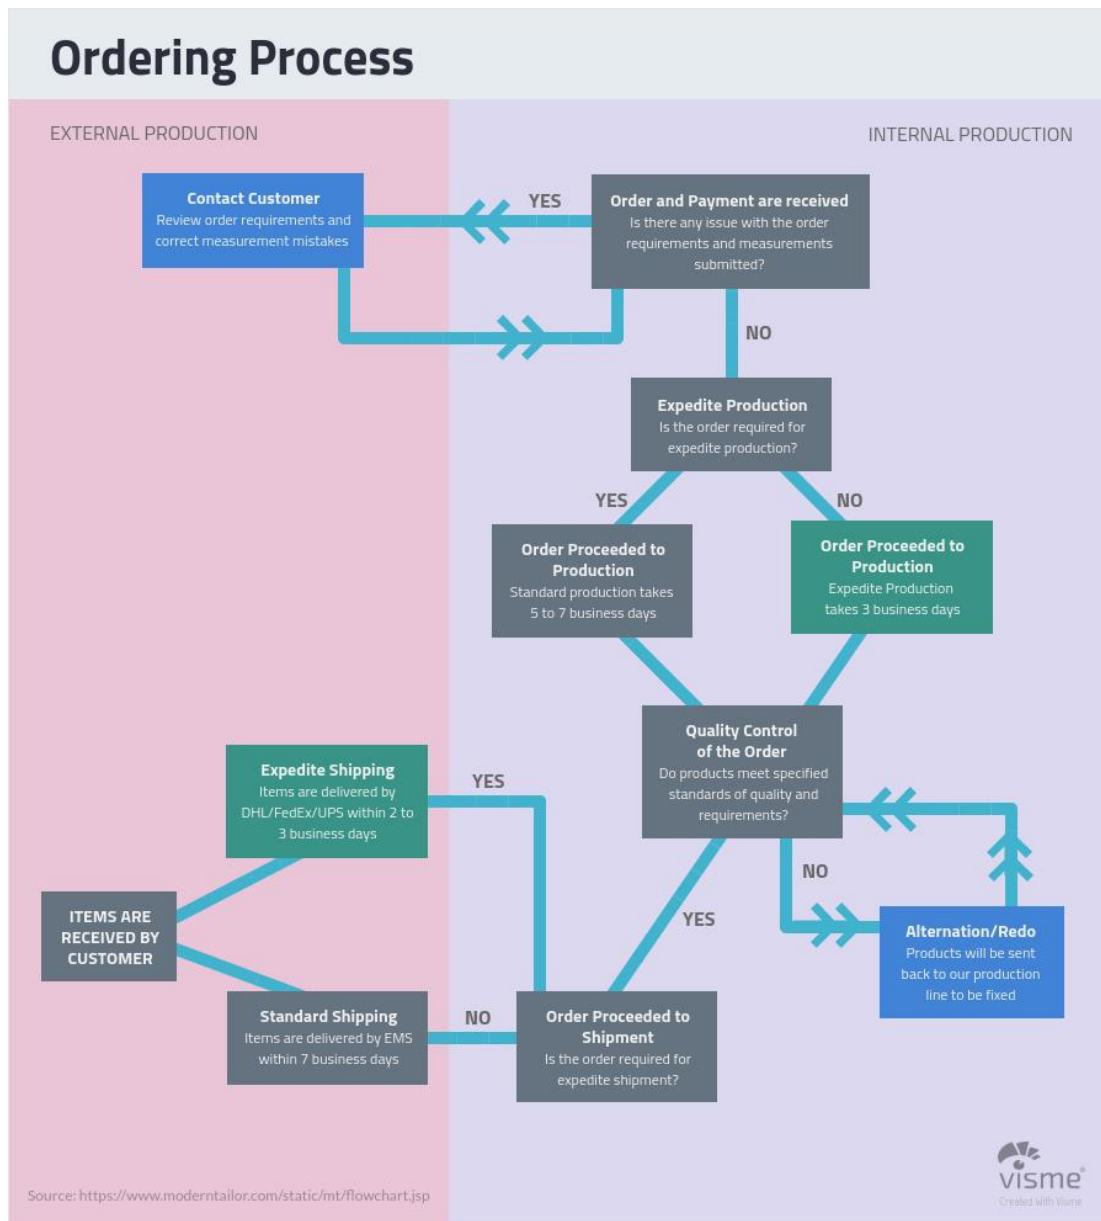 Ordering Process
EXTERNAL PRODUCTION
INTERNAL PRODUCTION
Contact Customer
Review order requirements and
correct measurement mistakes
YES
Order and Payment are received
Is there any issue with the order
requirements and measurements
submitted?
NO
Expedite Production
Is the order required for
expedite production?
YES
NO
Order Proceeded to
Production
Standard production takes
5 to 7 business days
Order Proceeded to
Production
Expedite Production
takes 3 business days
Quality Control
of the Order
Do products meet specified
standards of quality and
requirements?
NO
YES
Alternation/Redo
Products will be sent
back to our production
line to be fixed
Order Proceeded to
Shipment
Is the order required for
expedite shipment?
YES
Expedite Shipping
Items are delivered by
DHL/FedEx/UPS within 2 to
3 business days
NO
Standard Shipping
Items are delivered by EMS
within 7 business days
ITEMS ARE
RECEIVED BY
CUSTOMER
Source: https://www.moderntailor.com/static/mt/flowchart.jsp
visme®
Created With Visme